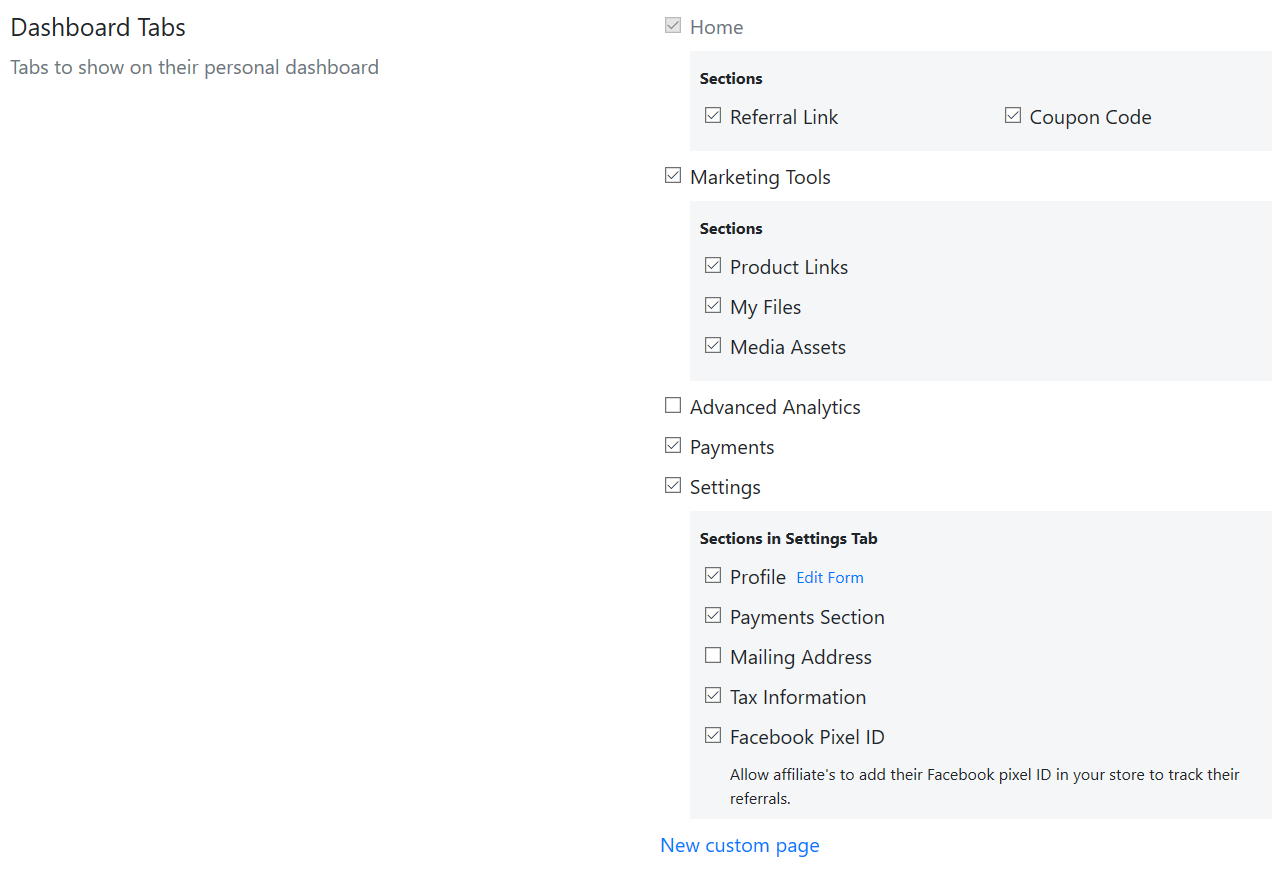 Dashboard Tabs
Tabs to show on their personal dashboard
Home
Sections
Referral Link
Coupon Code
Marketing Tools
Sections
Product Links
My Files
Media Assets
Advanced Analytics
Payments
Settings
Sections in Settings Tab
Profile Edit Form
Payments Section
Mailing Address
Tax Information
Facebook Pixel ID
Allow affiliate's to add their Facebook pixel ID in your store to track their
referrals.
New custom page